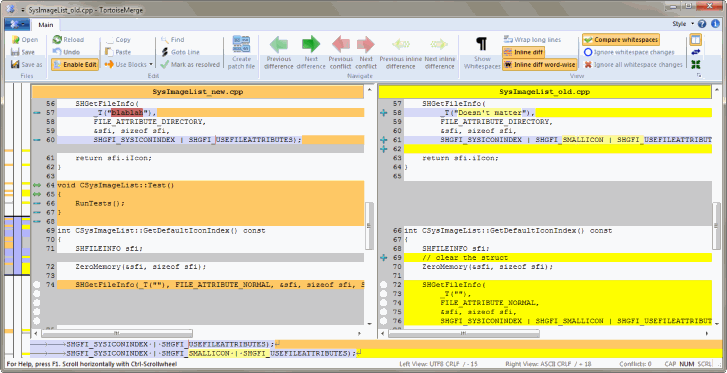 SysImageList_old.cpp - TortoiseMerge
Main
Style
Open
Save
Save as
Files
Reload
Undo
Enable Edit
Copy
Paste
Use Blocks
Edit
Find
Goto Line
Mark as resolved
Create patch file
Previous difference
Next difference
Previous conflict
Next conflict
Previous inline difference
Next inline difference
Navigate
Show Whitespaces
Wrap long lines
Inline diff
Inline diff word-wise
Compare whitespaces
Ignore whitespace changes
Ignore all whitespace changes
View
SysImageList_new.cpp
56 SHGetFileInfo(
57 _T("blablah"),
58 FILE_ATTRIBUTE_DIRECTORY,
59 &sfi, sizeof sfi,
60 SHGFI_SYSICONINDEX | SHGFI_USEFILEATTRIBUTES);
61 return sfi.iIcon;
62 }
63
64 void CSysImageList::Test()
65 {
66 RunTests();
67 }
68
69 int CSysImageList::GetDefaultIconIndex() const
70 {
71 SHFILEINFO sfi;
72 ZeroMemory(&sfi, sizeof sfi);
73
74 SHGetFileInfo(_T(""), FILE_ATTRIBUTE_NORMAL, &sfi, sizeof sfi, S
SysImageList_old.cpp
57 SHGetFileInfo(
58 _T("Doesn't matter"),
59 FILE_ATTRIBUTE_DIRECTORY,
60 &sfi, sizeof sfi,
61 SHGFI_SYSICONINDEX | SHGFI_SMALLICON | SHGFI_USEFILEATTRIBUT
62
63 return sfi.iIcon;
64 }
65
66 int CSysImageList::GetDefaultIconIndex() const
67 {
68 SHFILEINFO sfi;
69 // clear the struct
70 ZeroMemory(&sfi, sizeof sfi);
71
72 SHGetFileInfo(
73 _T(""),
74 FILE_ATTRIBUTE_NORMAL,
75 &sfi, sizeof sfi,
76 SHGFI_SYSICONINDEX | SHGFI_SMALLICON | SHGFI_USEFILEATTRIBUT
SHGFI_SYSICONINDEX·|·SHGFI_USEFILEATTRIBUTES);
SHGFI_SYSICONINDEX·|·SHGFI_SMALLICON·|·SHGFI_USEFILEATTRIBUTES);
For Help, press F1. Scroll horizontally with Ctrl-Scrollwheel
Left View: UTF8 CRLF / - 15
Right View: ASCII CRLF / + 18
Conflicts: 0
CAP NUM SCRL